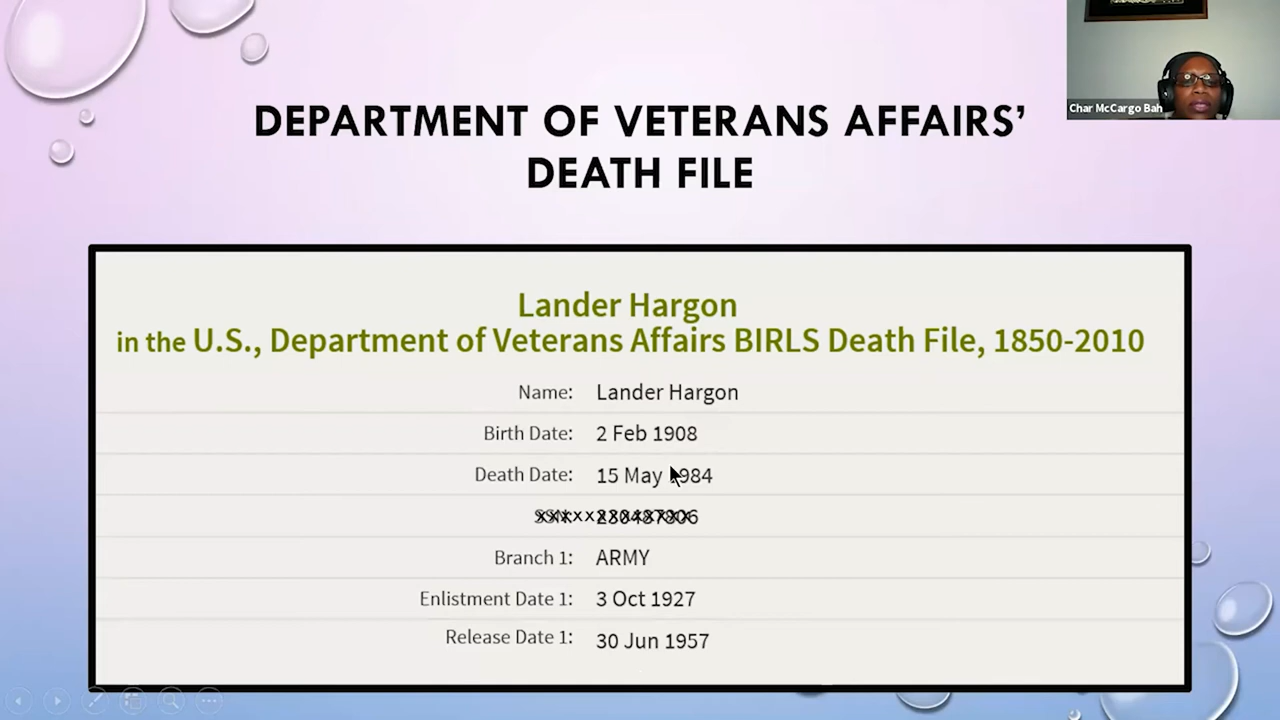 DEPARTMENT OF VETERANS AFFAIRS'
DEATH FILE
Char McCargo Bah
Lander Hargon
in the U.S., Department of Veterans Affairs BIRLS Death File, 1850-2010
Name: Lander Hargon
Birth Date: 2 Feb 1908
Death Date: 15 May 1984
Branch 1: ARMY
Enlistment Date 1: 3 Oct 1927
Release Date 1: 30 Jun 1957